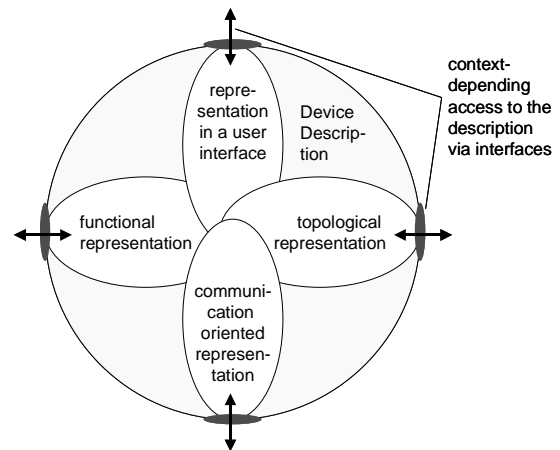 repre-
sentation
in a user
interface
Device
Descrip-
tion
context-
depending
access to the
description
via interfaces
functional
representation
topological
representation
communi-
cation
oriented
represen-
tation